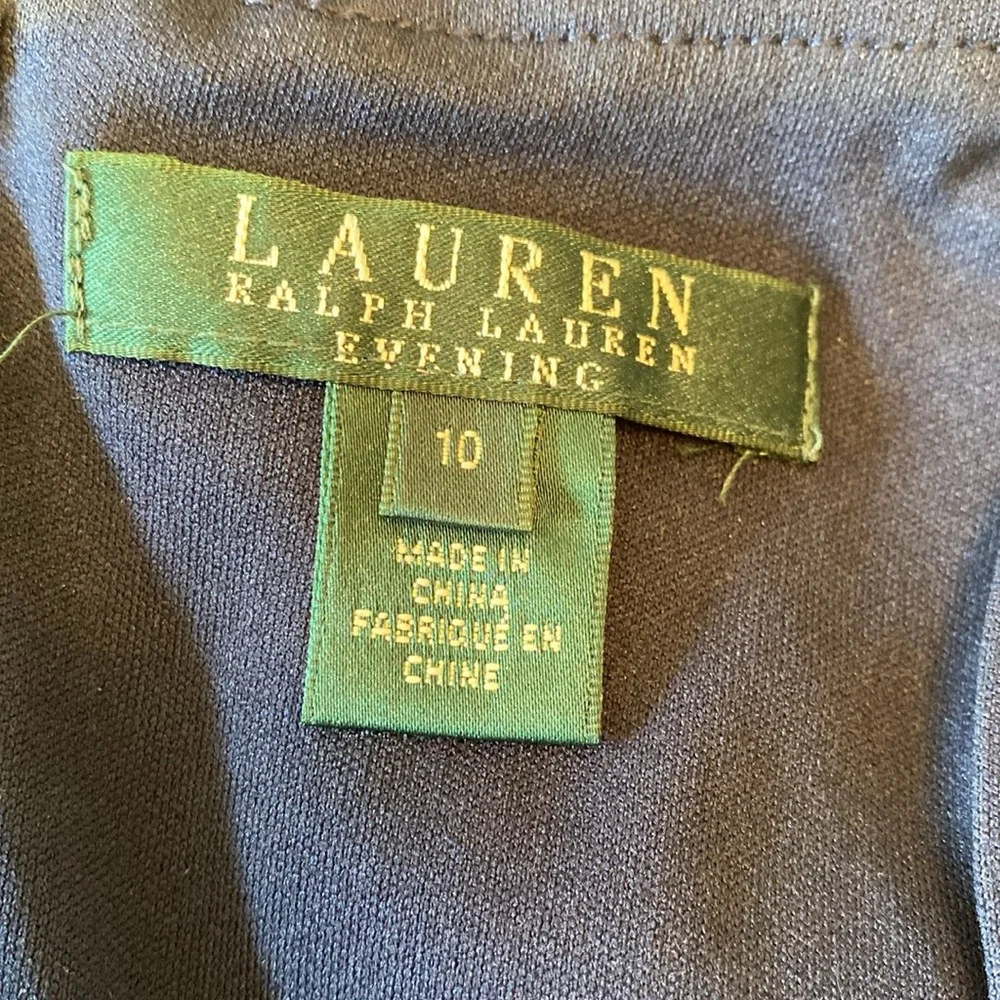 LAUREN
RALPH LAUREN
EVENING
10
MADE IN
CHINA
FABRIQUÉ EN
CHINE